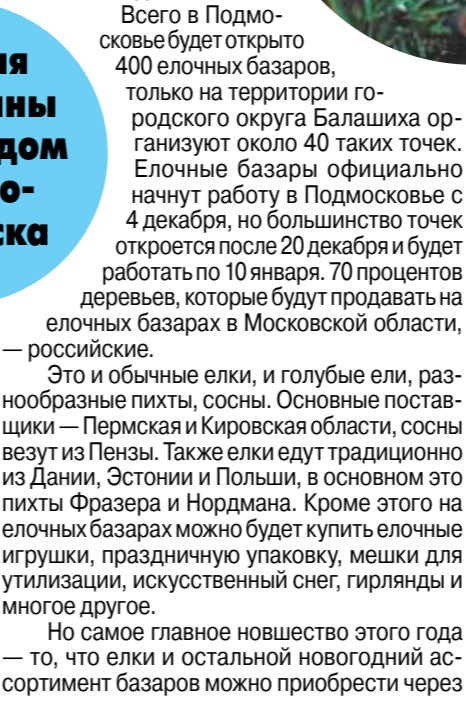 Всего в Подмо-
сковье будет открыто
400 елочных базаров,
только на территории го-
родского округа Балашиха ор-
ганизуют около 40 таких точек.
Елочные базары официально
начнут работу в Подмосковье с
4 декабря, но большинство точек
откроется после 20 декабря и будет
работать по 10 января. 70 процентов
деревьев, которые будут продавать на
елочных базарах в Московской области,
— российские.
Это и обычные елки, и голубые ели, раз-
нообразные пихты, сосны. Основные постав-
щики — Пермская и Кировская области, сосны
везут из Пензы. Также елки едут традиционно
из Дании, Эстонии и Польши, в основном это
пихты Фразера и Нордмана. Кроме этого на
елочных базарах можно будет купить елочные
игрушки, праздничную упаковку, мешки для
утилизации, искусственный снег, гирлянды и
многое другое.
Но самое главное новшество этого года
— то, что елки и остальной новогодний ас-
сортимент базаров можно приобрести через